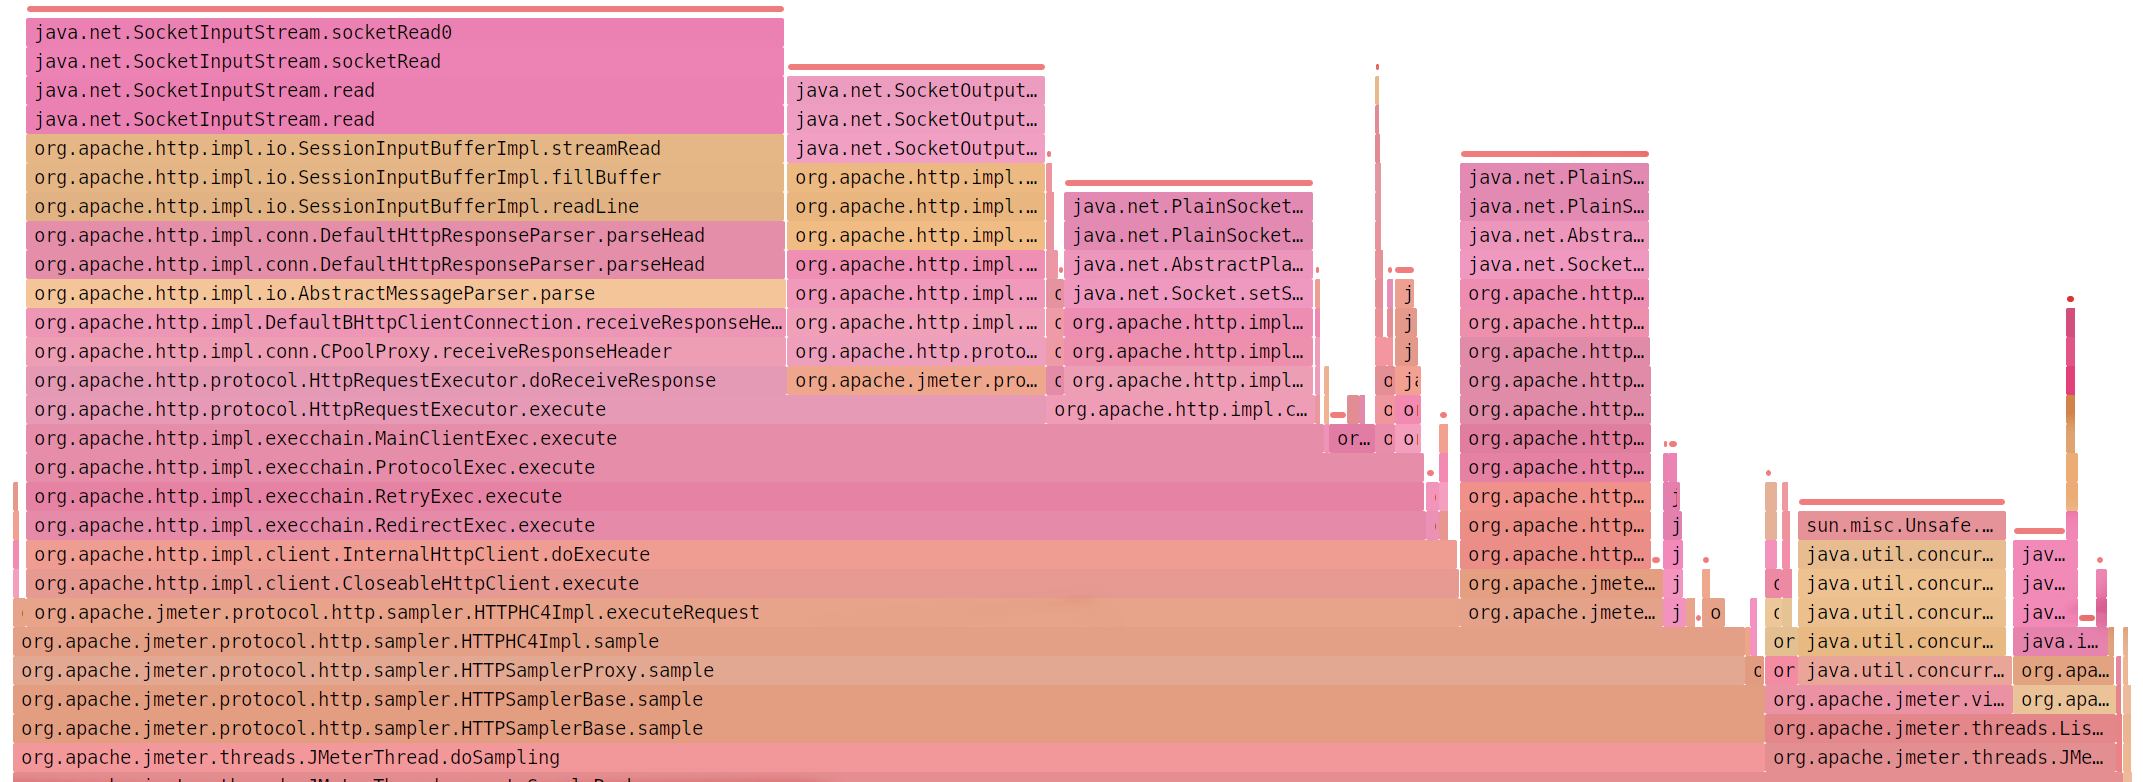 java.net.SocketInputStream.socketRead0
java.net.SocketInputStream.socketRead
java.net.SocketInputStream.read java.net.SocketOutput…
java.net.SocketInputStream.read java.net.SocketOutput…
org.apache.http.impl.io.SessionInputBufferImpl.streamRead java.net.SocketOutput…
org.apache.http.impl.io.SessionInputBufferImpl.fillBuffer org.apache.http.impl.… java.net.PlainS…
org.apache.http.impl.io.SessionInputBufferImpl.readLine org.apache.http.impl.… java.net.PlainSocket… java.net.PlainS…
org.apache.http.impl.conn.DefaultHttpResponseParser.parseHead org.apache.http.impl.… java.net.PlainSocket… java.net.Abstra…
org.apache.http.impl.conn.DefaultHttpResponseParser.parseHead org.apache.http.impl.… java.net.AbstractPla… java.net.Socket…
org.apache.http.impl.io.AbstractMessageParser.parse org.apache.http.impl.… java.net.Socket.setS… j org.apache.http…
org.apache.http.impl.DefaultBHttpClientConnection.receiveResponseHe… org.apache.http.impl.… org.apache.http.impl… j org.apache.http…
org.apache.http.impl.conn.CPoolProxy.receiveResponseHeader org.apache.http.proto… org.apache.http.impl… j org.apache.http…
org.apache.http.protocol.HttpRequestExecutor.doReceiveResponse org.apache.jmeter.pro… org.apache.http.impl… o ja org.apache.http…
org.apache.http.protocol.HttpRequestExecutor.execute org.apache.http.impl.c… o or org.apache.http…
org.apache.http.impl.execchain.MainClientExec.execute or… o or org.apache.http…
org.apache.http.impl.execchain.ProtocolExec.execute org.apache.http…
org.apache.http.impl.execchain.RetryExec.execute org.apache.http… j
org.apache.http.impl.execchain.RedirectExec.execute org.apache.http… j sun.misc.Unsafe.…
org.apache.http.impl.client.InternalHttpClient.doExecute org.apache.http… j java.util.concur… jav…
org.apache.http.impl.client.CloseableHttpClient.execute org.apache.jmete… j java.util.concur… jav…
org.apache.jmeter.protocol.http.sampler.HTTPHC4Impl.executeRequest org.apache.jmete… j o java.util.concur… jav…
org.apache.jmeter.protocol.http.sampler.HTTPHC4Impl.sample or java.util.concur… java.i…
org.apache.jmeter.protocol.http.sampler.HTTPSamplerProxy.sample o or java.util.concurr… org.apa…
org.apache.jmeter.protocol.http.sampler.HTTPSamplerBase.sample org.apache.jmeter.vi… org.apa…
org.apache.jmeter.protocol.http.sampler.HTTPSamplerBase.sample org.apache.jmeter.threads.Lis…
org.apache.jmeter.threads.JMeterThread.doSampling org.apache.jmeter.threads.JMe…